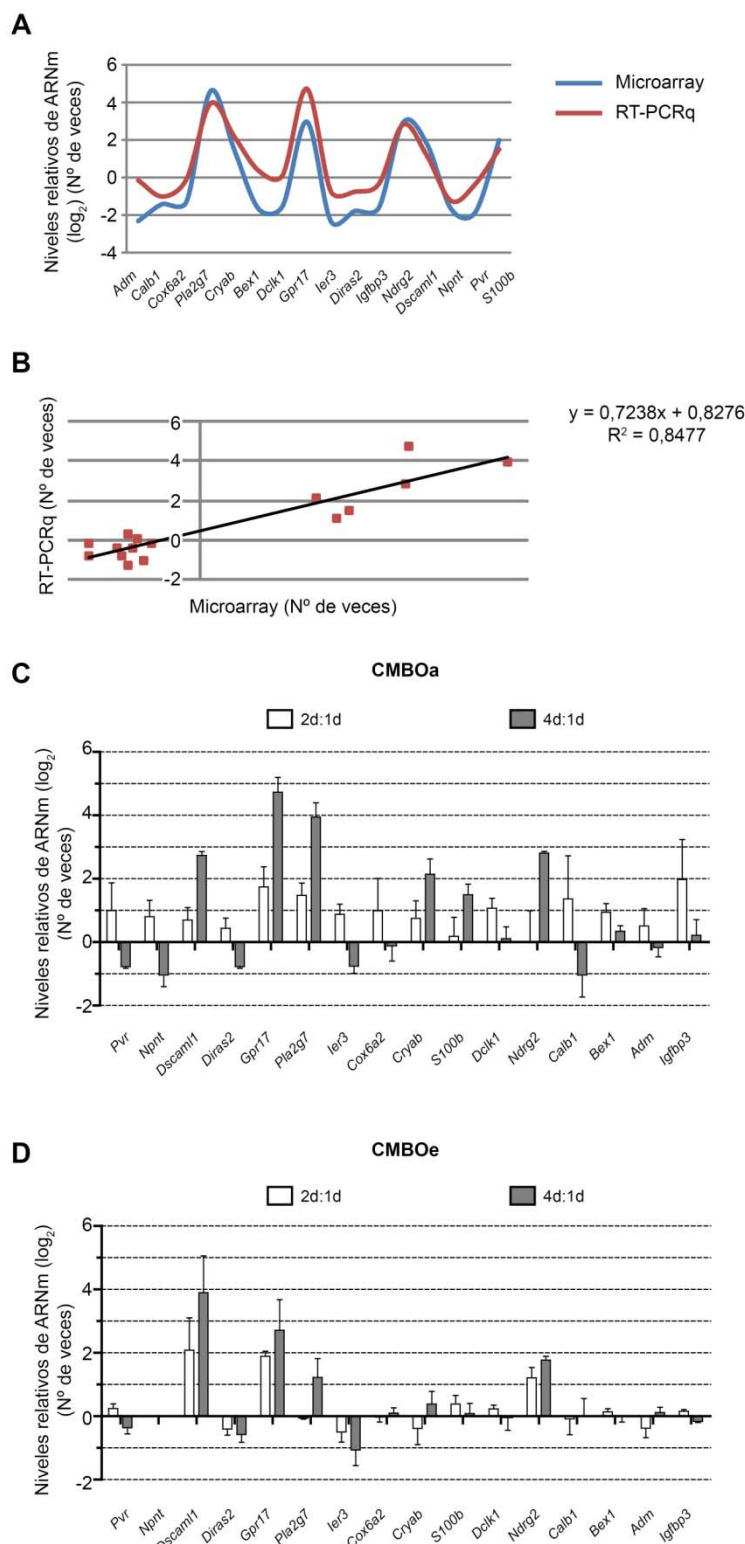 A
Niveles relativos de ARNm
(log2) (Nº de veces)
6
4
2
0
-2
-4
Microarray
RT-PCRq
Adm
Calb1
Cox6a2
Pla2g7
Cryab
Bex1
Dclk1
Gpr17
Ier3
Diras2
Igfbp3
Ndrg2
Dscaml1
Npnt
Pvr
S100b
B
RT-PCRq (Nº de veces)
6
4
2
0
-2
Microarray (Nº de veces)
y = 0,7238x + 0,8276
R² = 0,8477
C
CMBOa
2d:1d
4d:1d
Niveles relativos de ARNm (log2)
(Nº de veces)
6
4
2
0
-2
Pvr
Npnt
Dscaml1
Diras2
Gpr17
Pla2g7
Ier3
Cox6a2
Cryab
S100b
Dclk1
Ndrg2
Calb1
Bex1
Adm
Igfbp3
D
CMBOe
2d:1d
4d:1d
Niveles relativos de ARNm (log2)
(Nº de veces)
6
4
2
0
-2
Pvr
Npnt
Dscaml1
Diras2
Gpr17
Pla2g7
Ier3
Cox6a2
Cryab
S100b
Dclk1
Ndrg2
Calb1
Bex1
Adm
Igfbp3